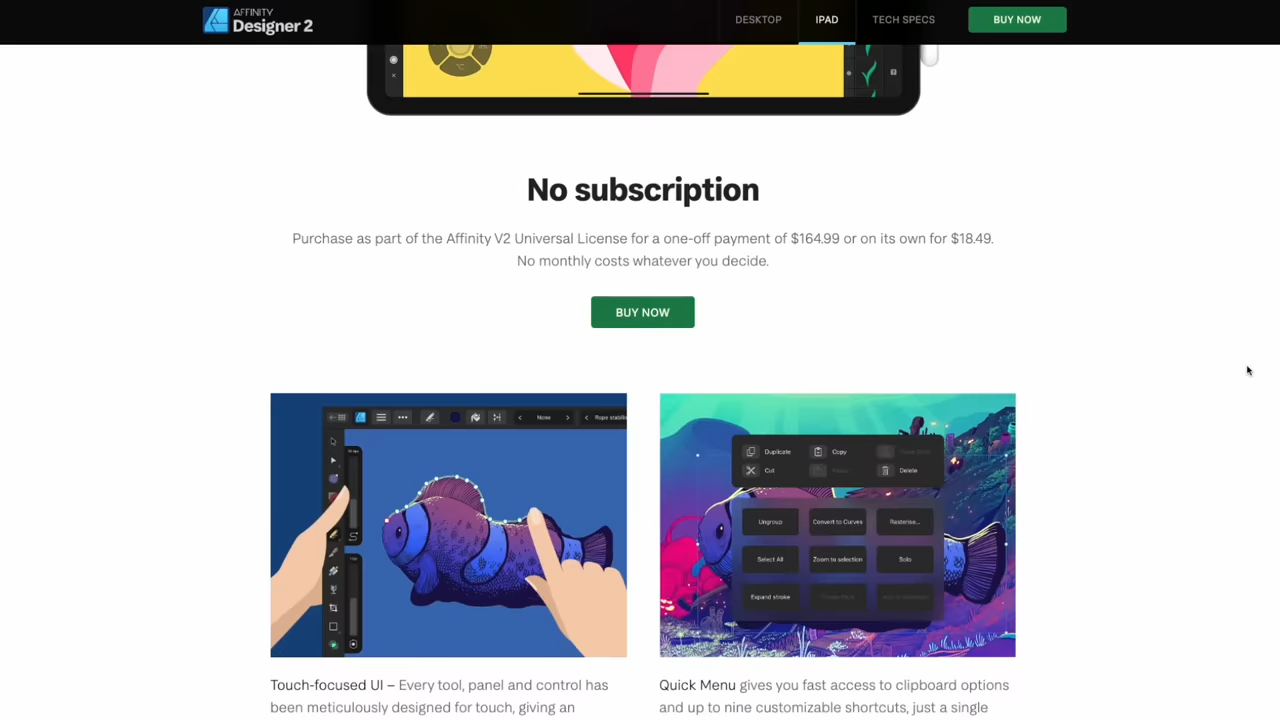 AFFINITY
Designer 2
DESKTOP
IPAD
TECH SPECS
BUY NOW
No subscription
Purchase as part of the Affinity V2 Universal License for a one-off payment of $164.99 or on its own for $18.49.
No monthly costs whatever you decide.
BUY NOW
None
Rope stabilis
Duplicate
Copy
Cut
Delete
Ungroup
Convert to Curves
Rasterise...
Select All
Zoom to selection
Solo
Expand stroke
Touch-focused UI – Every tool, panel and control has
been meticulously designed for touch, giving an
Quick Menu gives you fast access to clipboard options
and up to nine customizable shortcuts, just a single